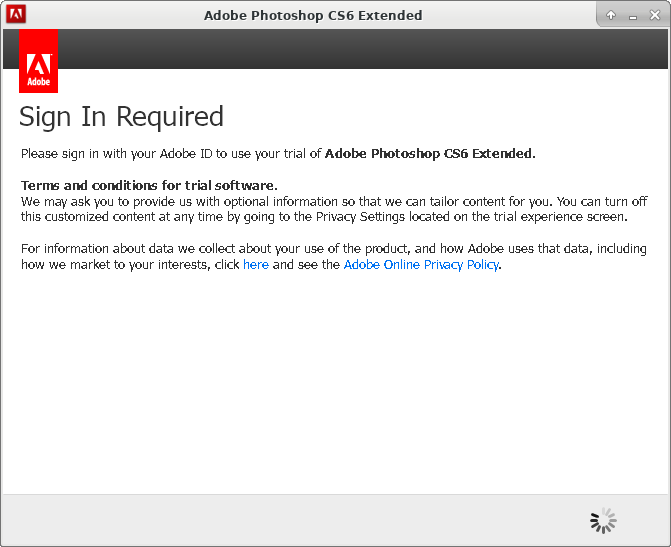 Adobe Photoshop CS6 Extended
Adobe
Sign In Required
Please sign in with your Adobe ID to use your trial of Adobe Photoshop CS6 Extended.
Terms and conditions for trial software.
We may ask you to provide us with optional information so that we can tailor content for you. You can turn off
this customized content at any time by going to the Privacy Settings located on the trial experience screen.
For information about data we collect about your use of the product, and how Adobe uses that data, including
how we market to your interests, click here and see the Adobe Online Privacy Policy.